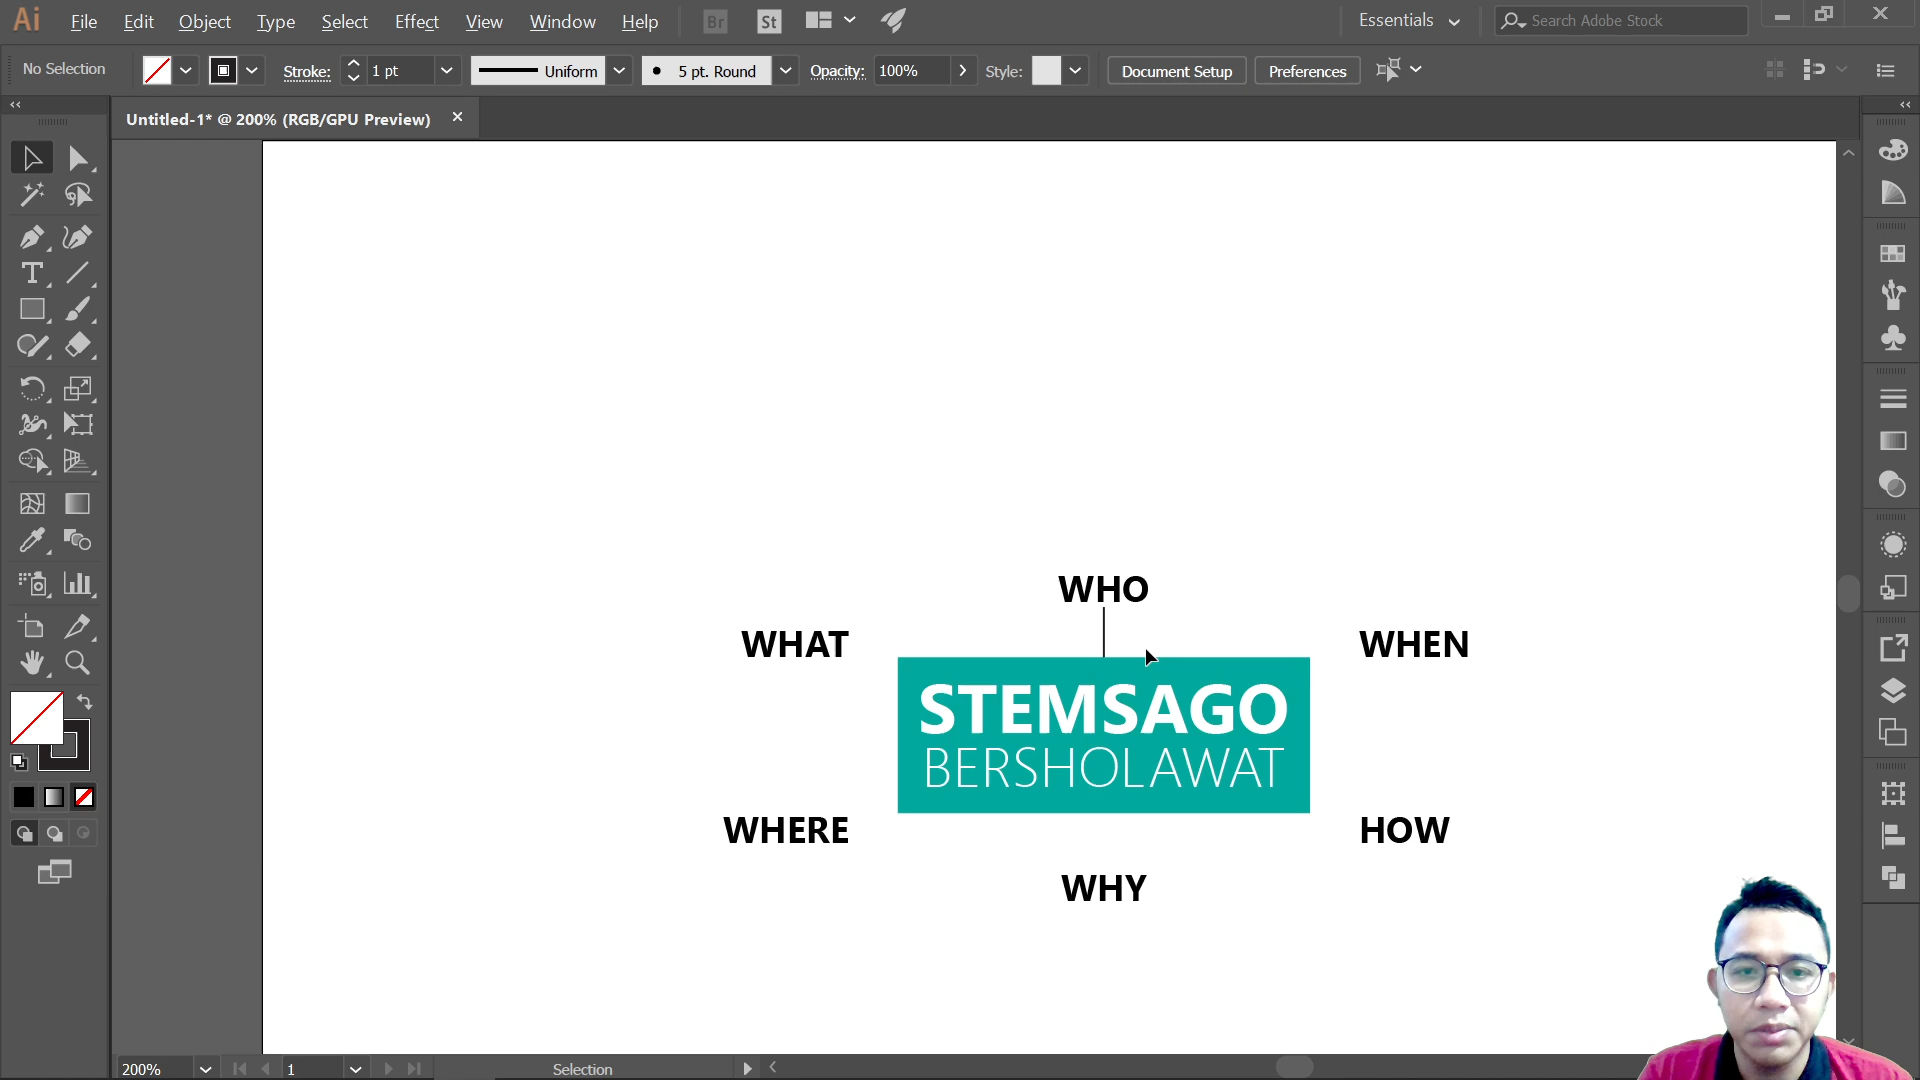 Ai File Edit Object Type Select Effect View Window Help Br St Essentials Search Adobe Stock
No Selection Stroke: 1 pt Uniform 5 pt. Round Opacity: 100% Style: Document Setup Preferences
Untitled-1* @ 200% (RGB/GPU Preview)
WHO
WHAT
WHEN
STEMSAGO
BERSHOLAWAT
WHERE
HOW
WHY
200% 1 Selection